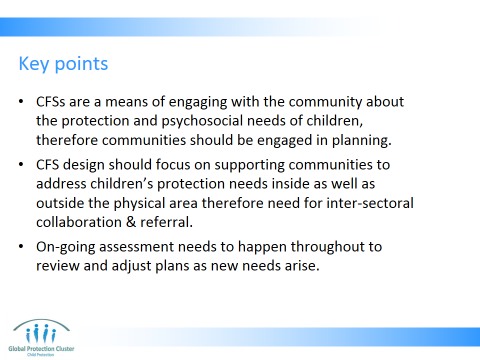 Key points
• CFSs are a means of engaging with the community about
the protection and psychosocial needs of children,
therefore communities should be engaged in planning.
• CFS design should focus on supporting communities to
address children’s protection needs inside as well as
outside the physical area therefore need for inter-sectoral
collaboration & referral.
• On-going assessment needs to happen throughout to
review and adjust plans as new needs arise.
Global Protection Cluster
Child Protection